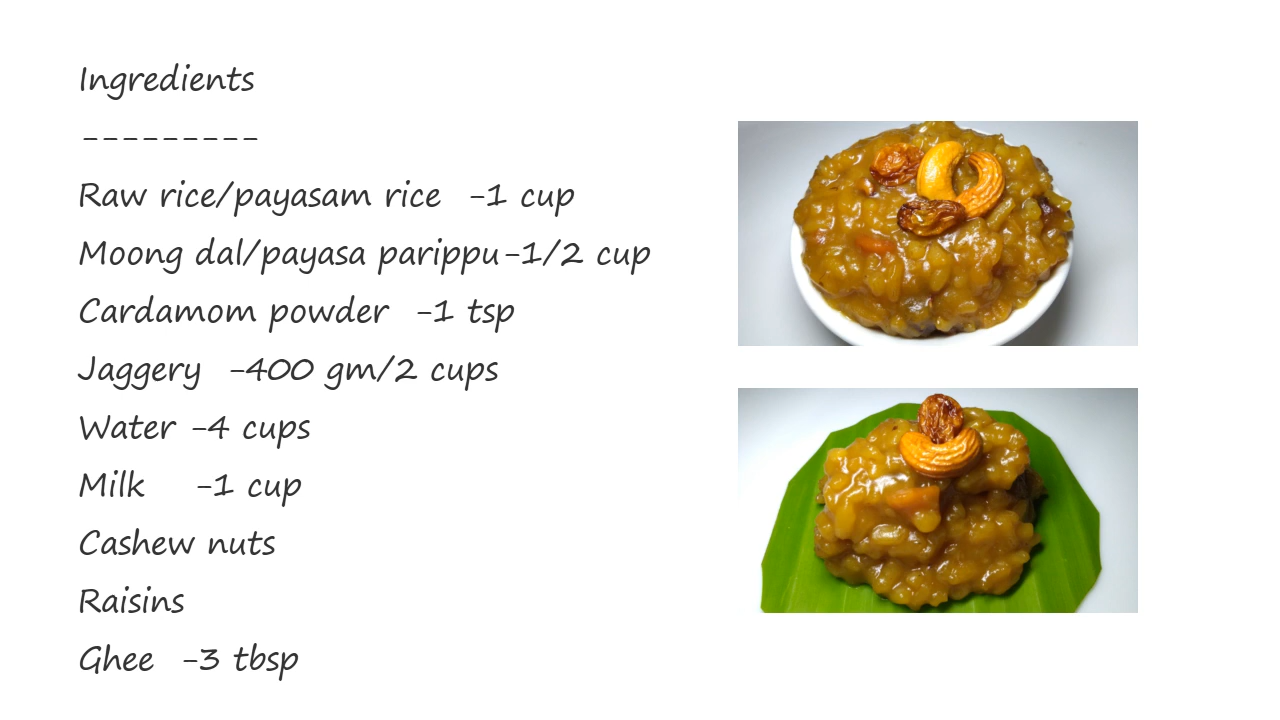 Ingredients
---------
Raw rice/payasam rice  -1 cup
Moong dal/payasa parippu-1/2 cup
Cardamom powder  -1 tsp
Jaggery  -400 gm/2 cups
Water -4 cups
Milk    -1 cup
Cashew nuts
Raisins
Ghee  -3 tbsp